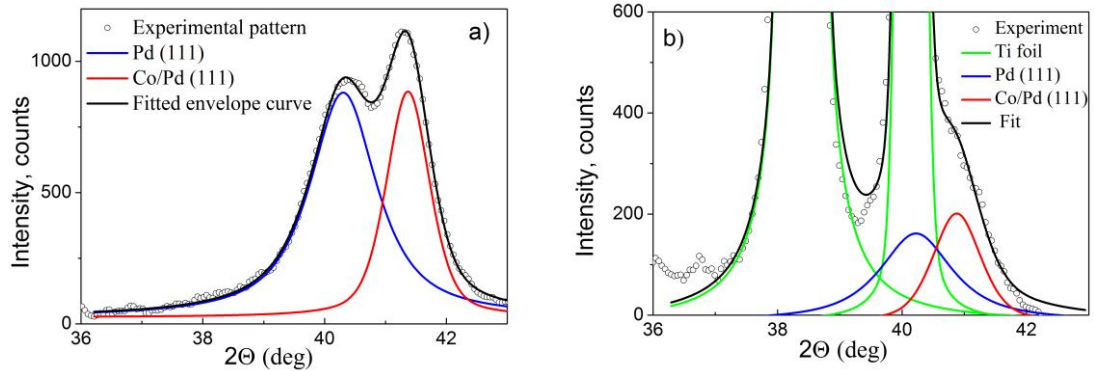 a)
Experimental pattern
Pd (111)
Co/Pd (111)
Fitted envelope curve
Intensity, counts
1000
500
0
36 38 40 42
2Θ (deg)
b)
Experiment
Ti foil
Pd (111)
Co/Pd (111)
Fit
Intensity, counts
600
400
200
0
36 38 40 42
2Θ (deg)